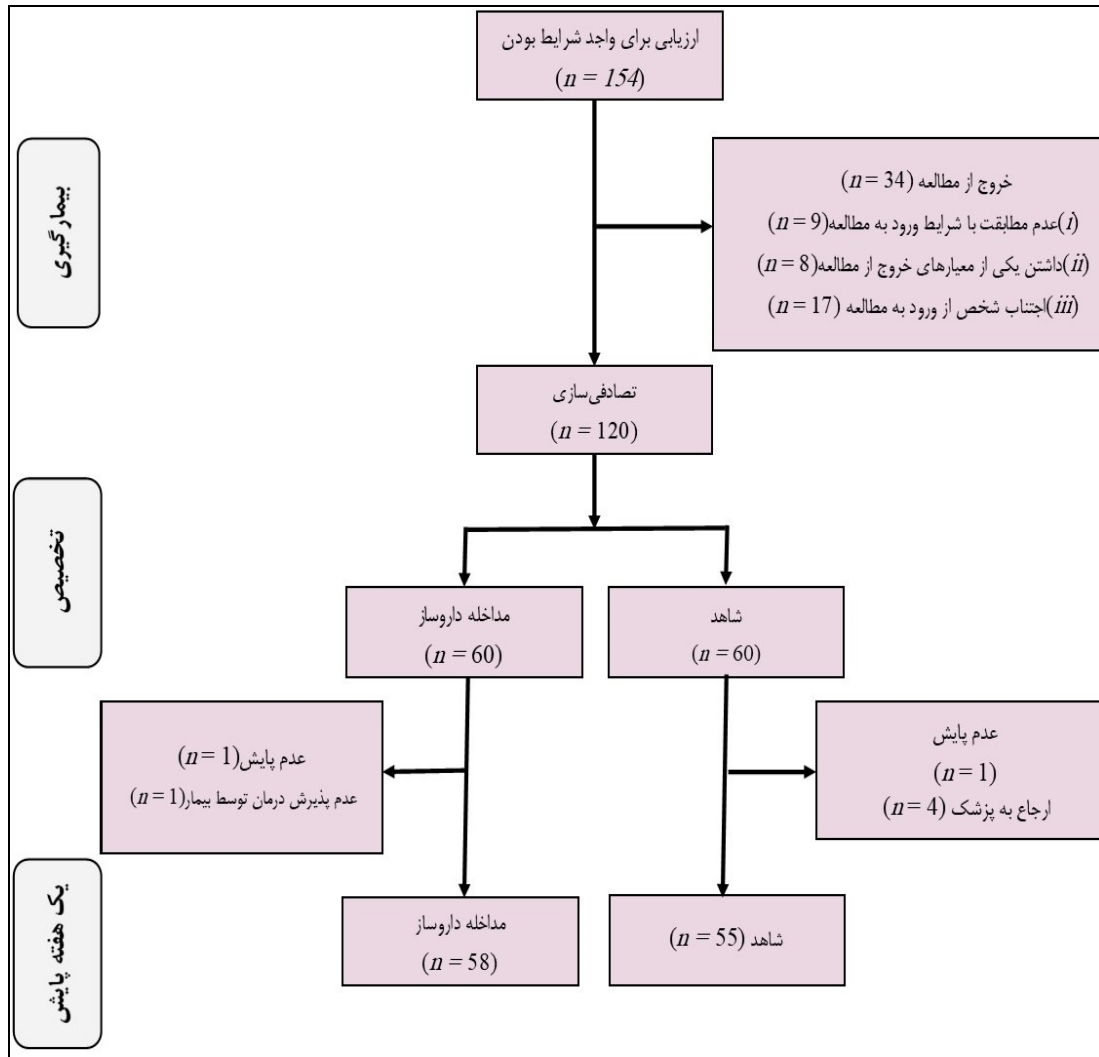 ارزیابی برای واجد شرایط بودن
(n = 154)
بیمارگیری
خروج از مطالعه (n = 34)
(i)عدم مطابقت با شرایط ورود به مطالعه(n = 9)
(ii)داشتن یکی از معیارهای خروج از مطالعه(n = 8)
(iii)اجتناب شخص از ورود به مطالعه (n = 17)
تصادفی‌سازی
(n = 120)
تخصیص
شاهد
(n = 60)
مداخله داروساز
(n = 60)
عدم پایش
(n = 1)
ارجاع به پزشک (n = 4)
عدم پایش(n = 1)
عدم پذیرش درمان توسط بیمار(n = 1)
یک هفته پایش
شاهد (n = 55)
مداخله داروساز
(n = 58)